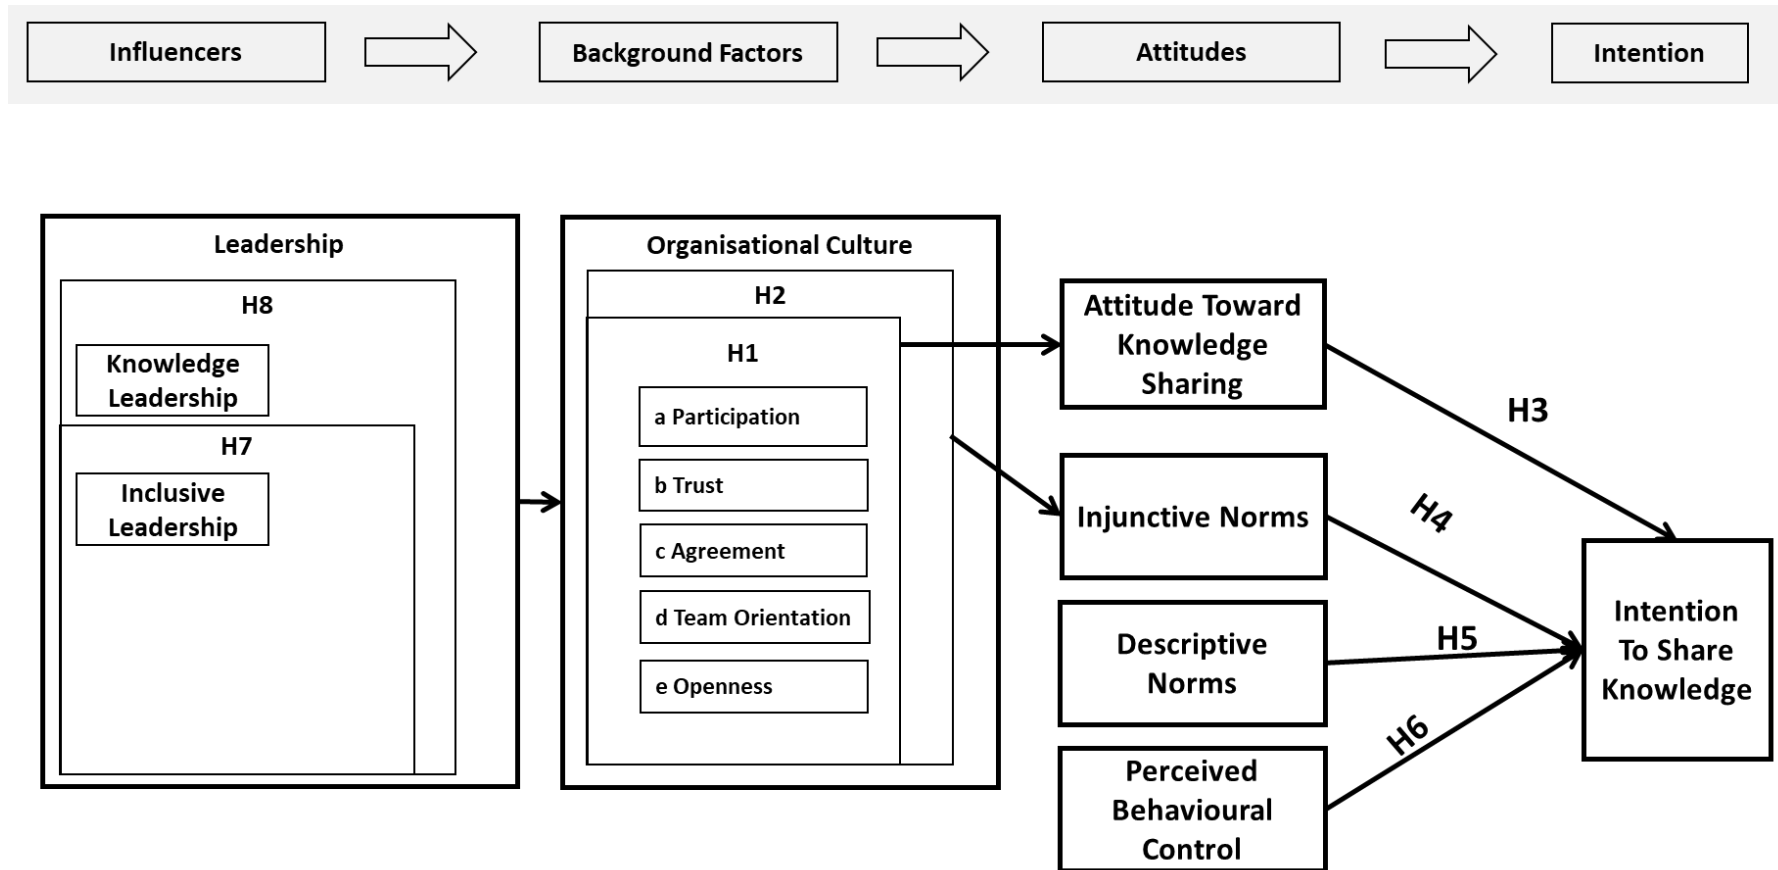 Influencers
Background Factors
Attitudes
Intention
Leadership
H8
Knowledge
Leadership
H7
Inclusive
Leadership
Organisational Culture
H2
H1
a Participation
b Trust
c Agreement
d Team Orientation
e Openness
Attitude Toward
Knowledge
Sharing
Injunctive Norms
Descriptive
Norms
Perceived
Behavioural
Control
H3
H4
H5
H6
Intention
To Share
Knowledge